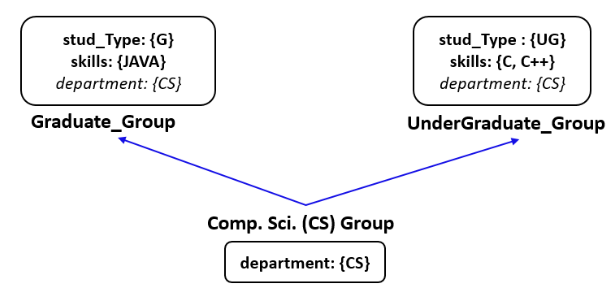 stud_Type: {G}
skills: {JAVA}
department: {CS}
Graduate_Group
stud_Type : {UG}
skills: {C, C++}
department: {CS}
UnderGraduate_Group
Comp. Sci. (CS) Group
department: {CS}